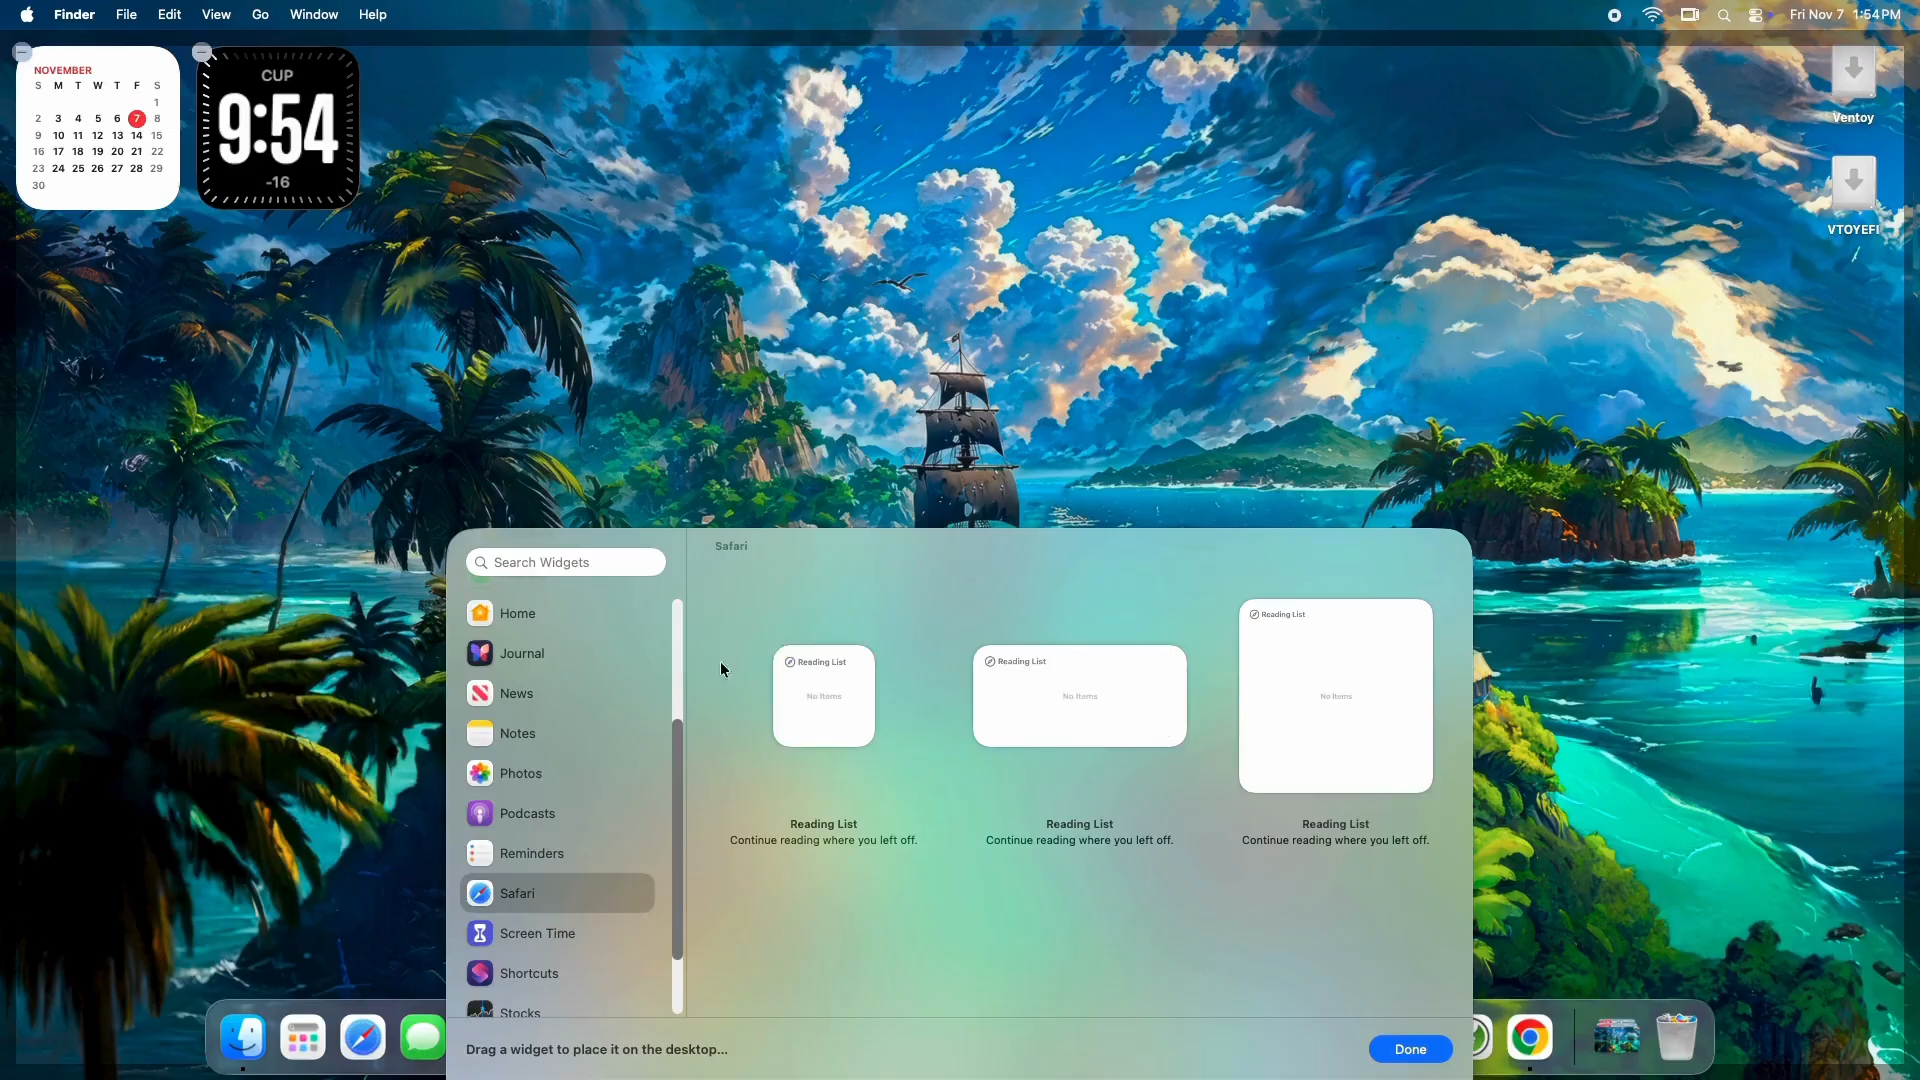 Finder File Edit View Go Window Help
Fri Nov 7 1:54 PM
NOVEMBER
S M T W T F S
1
2 3 4 5 6 7 8
9 10 11 12 13 14 15
16 17 18 19 20 21 22
23 24 25 26 27 28 29
30
CUP
9:54
-16
Ventoy
VTOYEFI
Search Widgets
Home
Journal
News
Notes
Photos
Podcasts
Reminders
Safari
Screen Time
Shortcuts
Stocks
Safari
Reading List
No Items
Reading List
Continue reading where you left off.
Reading List
No Items
Reading List
Continue reading where you left off.
Reading List
No Items
Reading List
Continue reading where you left off.
Drag a widget to place it on the desktop...
Done